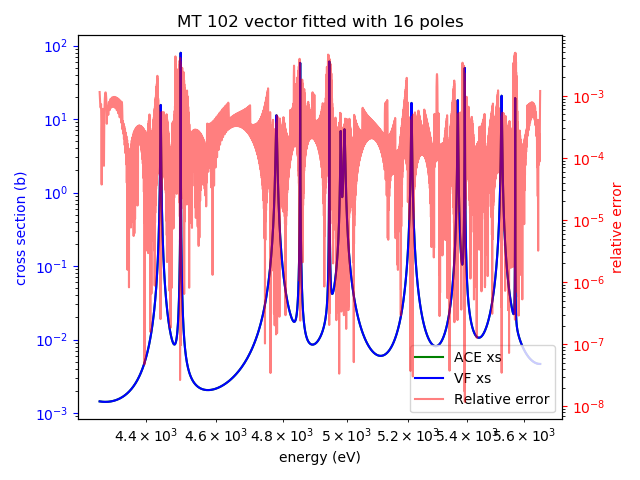 MT 102 vector fitted with 16 poles
cross section (b)
10²
10¹
10⁰
10⁻¹
10⁻²
10⁻³
10⁻³
10⁻⁴
10⁻⁵
10⁻⁶
10⁻⁷
10⁻⁸
relative error
ACE xs
VF xs
Relative error
4.4 × 10³ 4.6 × 10³ 4.8 × 10³ 5 × 10³ 5.2 × 10³ 5.4 × 10³ 5.6 × 10³
energy (eV)